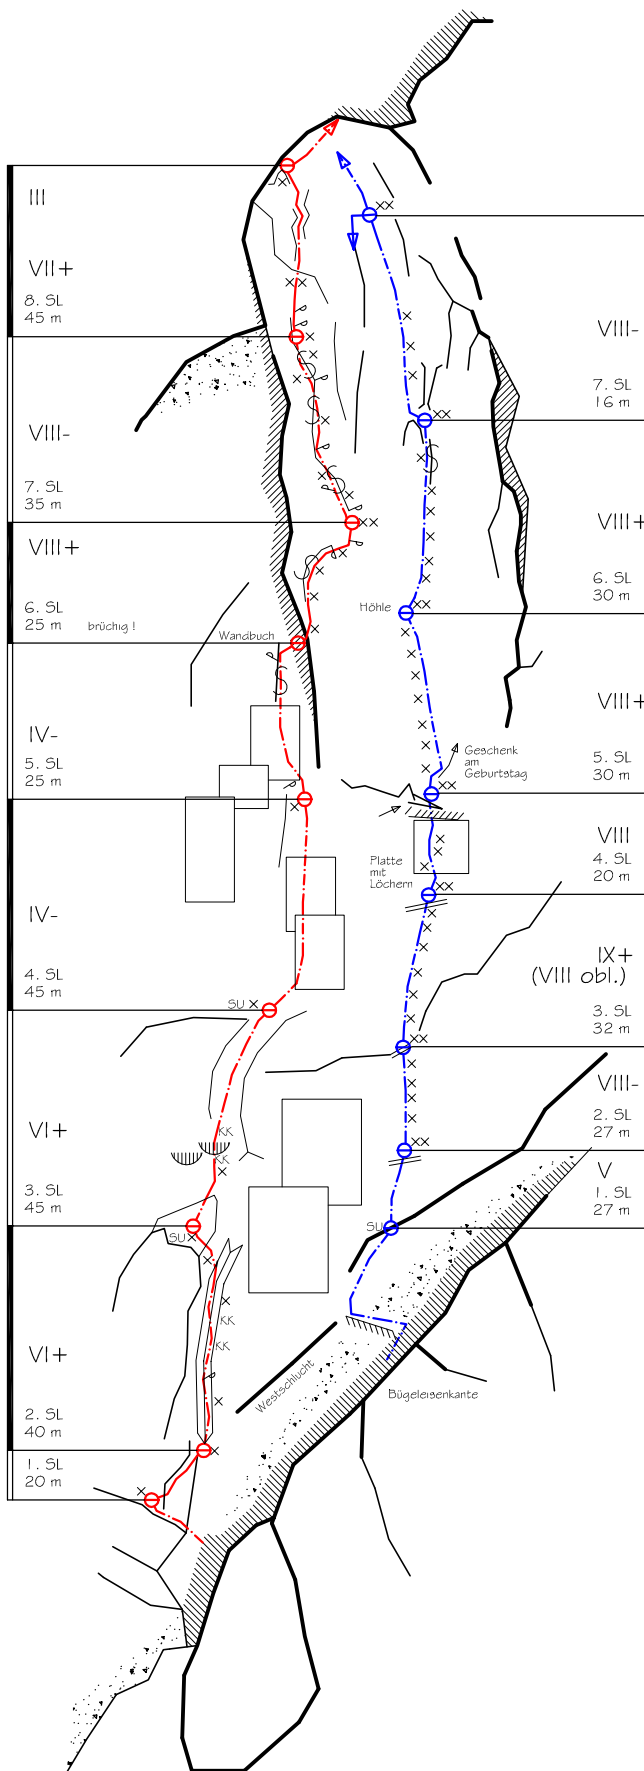 III
VII+
8. SL
45 m
VIII-
7. SL
35 m
VIII+
6. SL
25 m
brüchig !
Wandbuch
IV-
5. SL
25 m
IV-
4. SL
45 m
SU
VI+
3. SL
45 m
KK
KK
SU
VI+
2. SL
40 m
KK
KK
1. SL
20 m
VIII-
7. SL
16 m
VIII+
6. SL
30 m
Höhle
VIII+
5. SL
30 m
Geschenk
am
Geburtstag
VIII
4. SL
20 m
Platte
mit
Löchern
IX+
(VIII obl.)
3. SL
32 m
VIII-
2. SL
27 m
V
1. SL
27 m
SU
Westschlucht
Bügeleisenkante